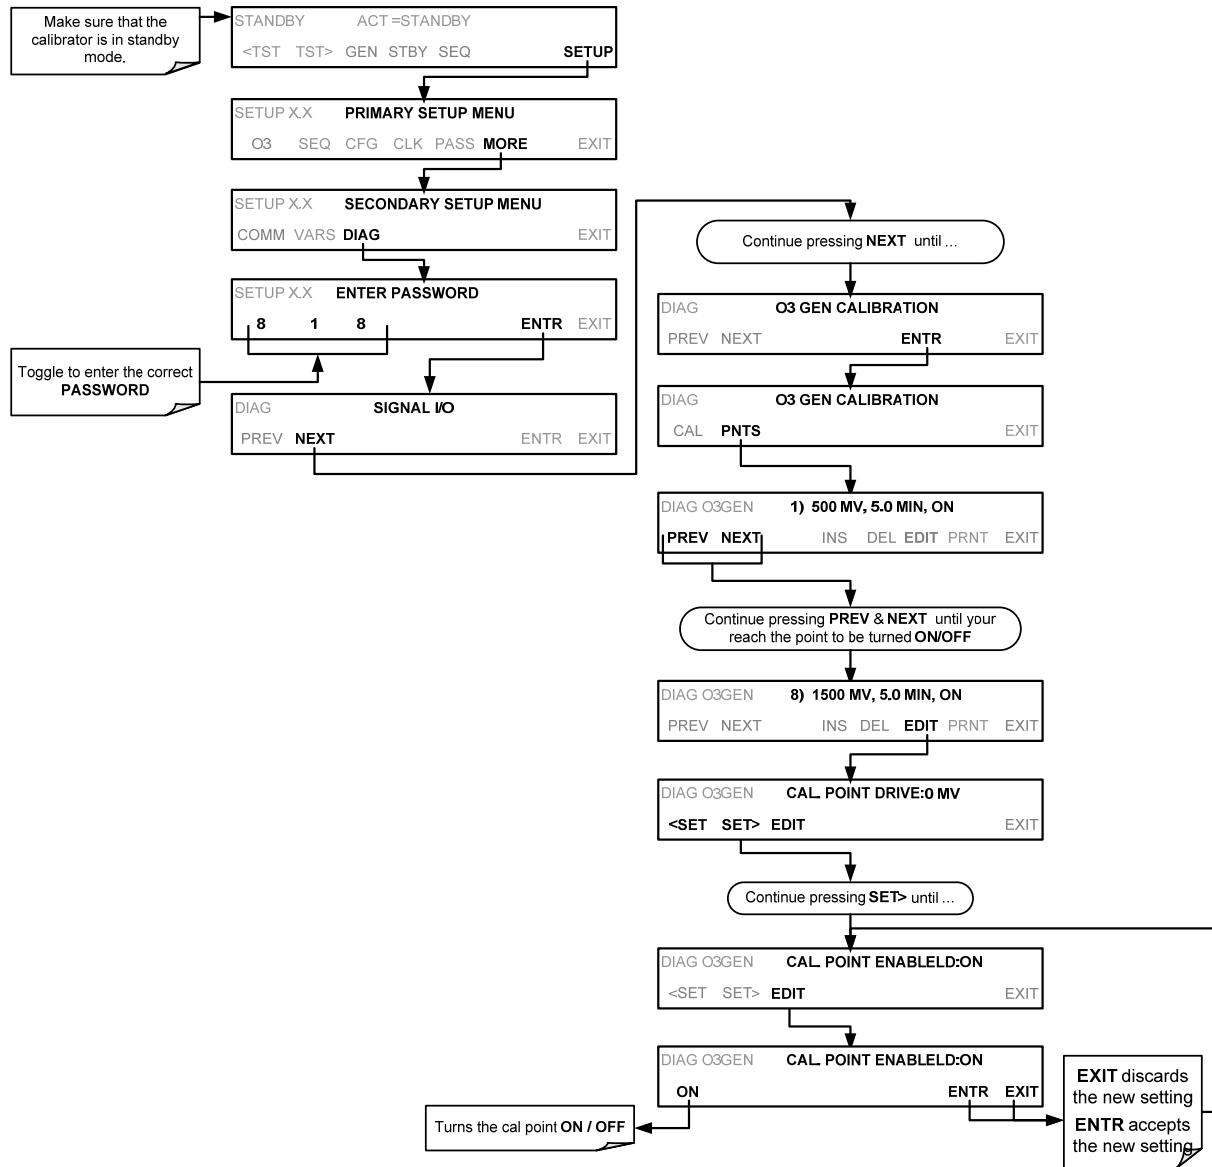 Make sure that the
calibrator is in standby
mode.
STANDBY ACT =STANDBY
<TST TST> GEN STBY SEQ SETUP
SETUP X.X PRIMARY SETUP MENU
O3 SEQ CFG CLK PASS MORE EXIT
SETUP X.X SECONDARY SETUP MENU
COMM VARS DIAG EXIT
SETUP X.X ENTER PASSWORD
8 1 8 ENTR EXIT
Toggle to enter the correct
PASSWORD
DIAG SIGNAL I/O
PREV NEXT ENTR EXIT
Continue pressing NEXT until ...
DIAG O3 GEN CALIBRATION
PREV NEXT ENTR EXIT
DIAG O3 GEN CALIBRATION
CAL PNTS EXIT
DIAG O3GEN 1) 500 MV, 5.0 MIN, ON
PREV NEXT INS DEL EDIT PRNT EXIT
Continue pressing PREV & NEXT until your
reach the point to be turned ON/OFF
DIAG O3GEN 8) 1500 MV, 5.0 MIN, ON
PREV NEXT INS DEL EDIT PRNT EXIT
DIAG O3GEN CAL. POINT DRIVE:0 MV
<SET SET> EDIT EXIT
Continue pressing SET> until ...
DIAG O3GEN CAL. POINT ENABLELD:ON
<SET SET> EDIT EXIT
DIAG O3GEN CAL. POINT ENABLELD:ON
ON ENTR EXIT
Turns the cal point ON / OFF
EXIT discards
the new setting
ENTR accepts
the new setting